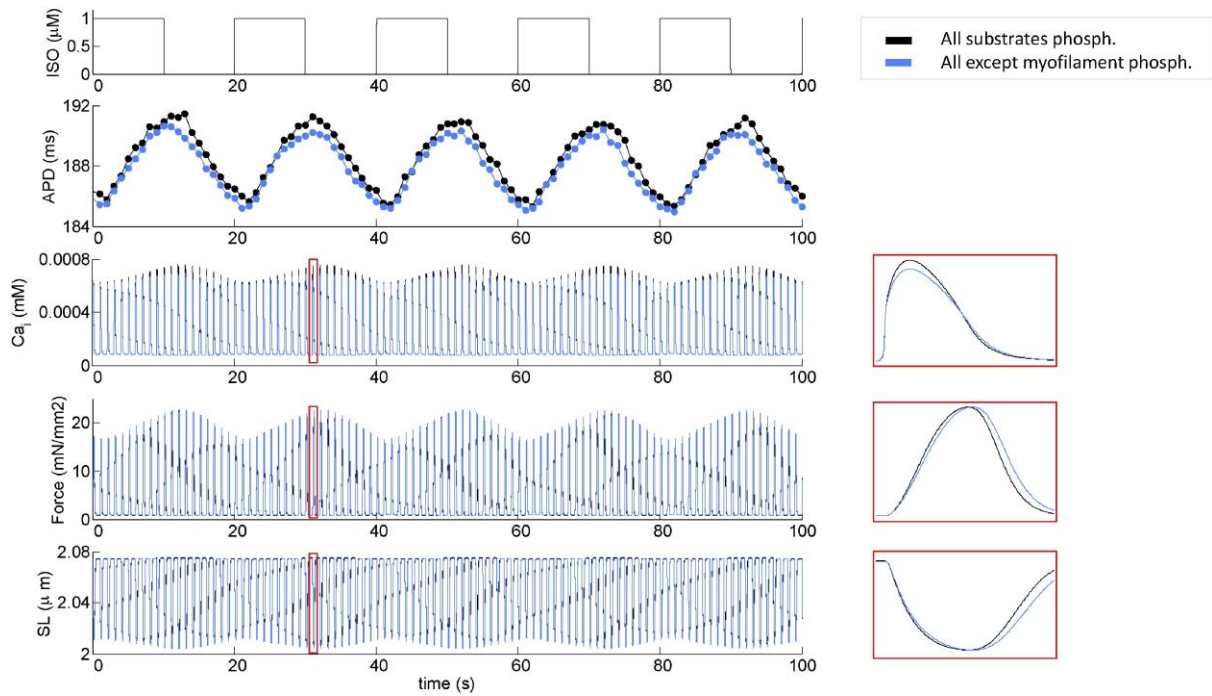 ISO (μM)
1
0.5
0
0 20 40 60 80 100
All substrates phosph.
All except myofilament phosph.
APD (ms)
192
188
184
0 20 40 60 80 100
Ca i (mM)
0.0008
0.0004
0
0 20 40 60 80 100
Force (mN/mm2)
20
10
0
0 20 40 60 80 100
SL (μ m)
2.08
2.04
2
0 20 40 60 80 100
time (s)